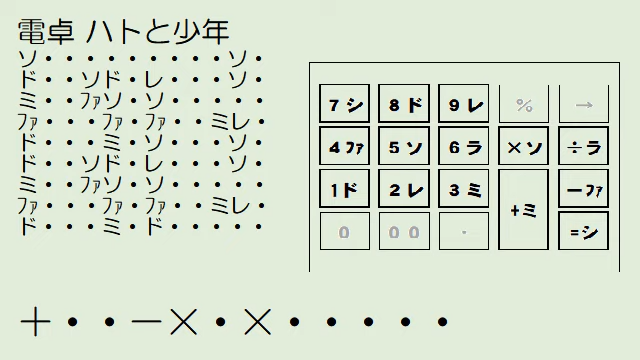 電卓 ハトと少年
ソ・・・・・・・・・ソ・
ド・・ソド・レ・・・ソ・
ミ・・ファソ・ソ・・・・・
ファ・・・ファ・ファ・・ミレ・
ド・・・ミ・ソ・・・ソ・
ド・・ソド・レ・・・ソ・
ミ・・ファソ・ソ・・・・・
ファ・・・ファ・ファ・・ミレ・
ド・・・ミ・ド・・・・・
7シ 8ド 9レ % →
4ファ 5ソ 6ラ ×ソ ÷ラ
1ド 2レ 3ミ +ミ −ファ
0 00 ・ =シ
+・・−×・×・・・・・